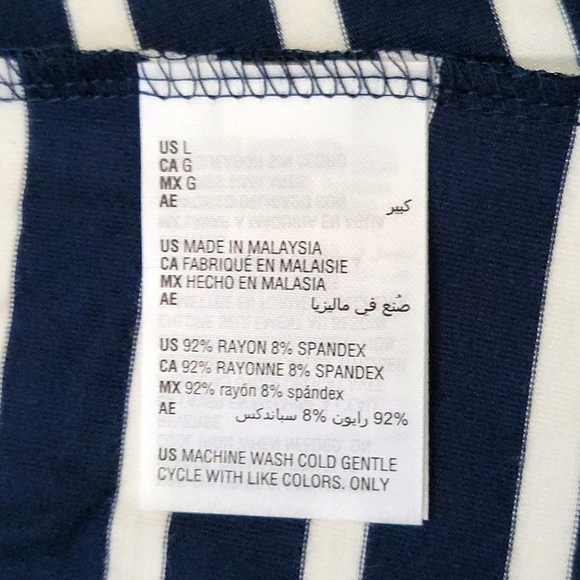 US L
CA G
MX G
AE كبير
US MADE IN MALAYSIA
CA FABRIQUÉ EN MALAISIE
MX HECHO EN MALASIA
AE صُنع في ماليزيا
US 92% RAYON 8% SPANDEX
CA 92% RAYONNE 8% SPANDEX
MX 92% rayón 8% spándex
AE 92% رايون 8% سباندكس
US MACHINE WASH COLD GENTLE
CYCLE WITH LIKE COLORS. ONLY